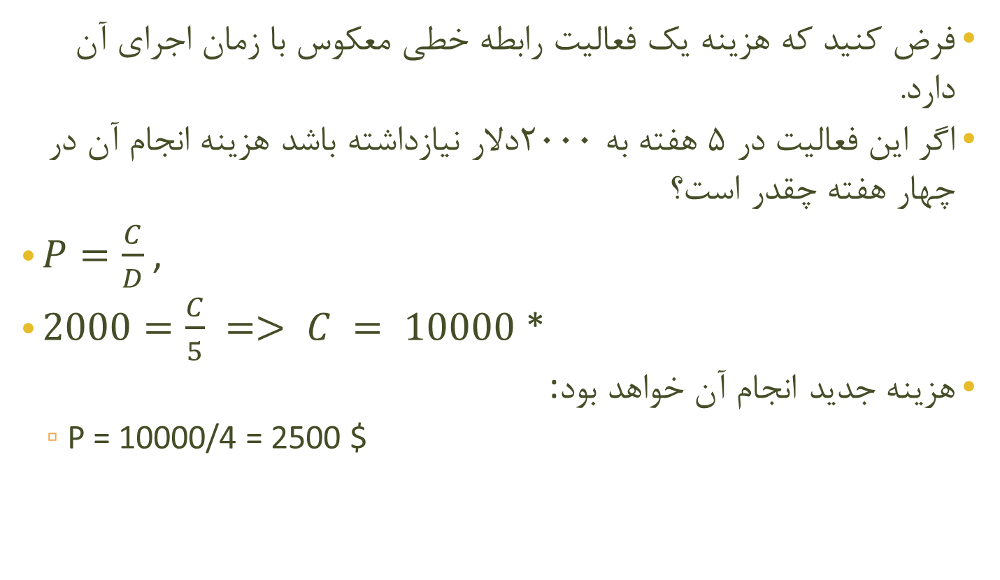 • فرض کنید که هزینه یک فعالیت رابطه خطی معکوس با زمان اجرای آن
دارد.
• اگر این فعالیت در ۵ هفته به ۲۰۰۰دلار نیازداشته باشد هزینه انجام آن در
چهار هفته چقدر است؟
• P = C/D ,
• 2000 = C/5 => C = 10000 *
• هزینه جدید انجام آن خواهد بود:
▫ P = 10000/4 = 2500 $